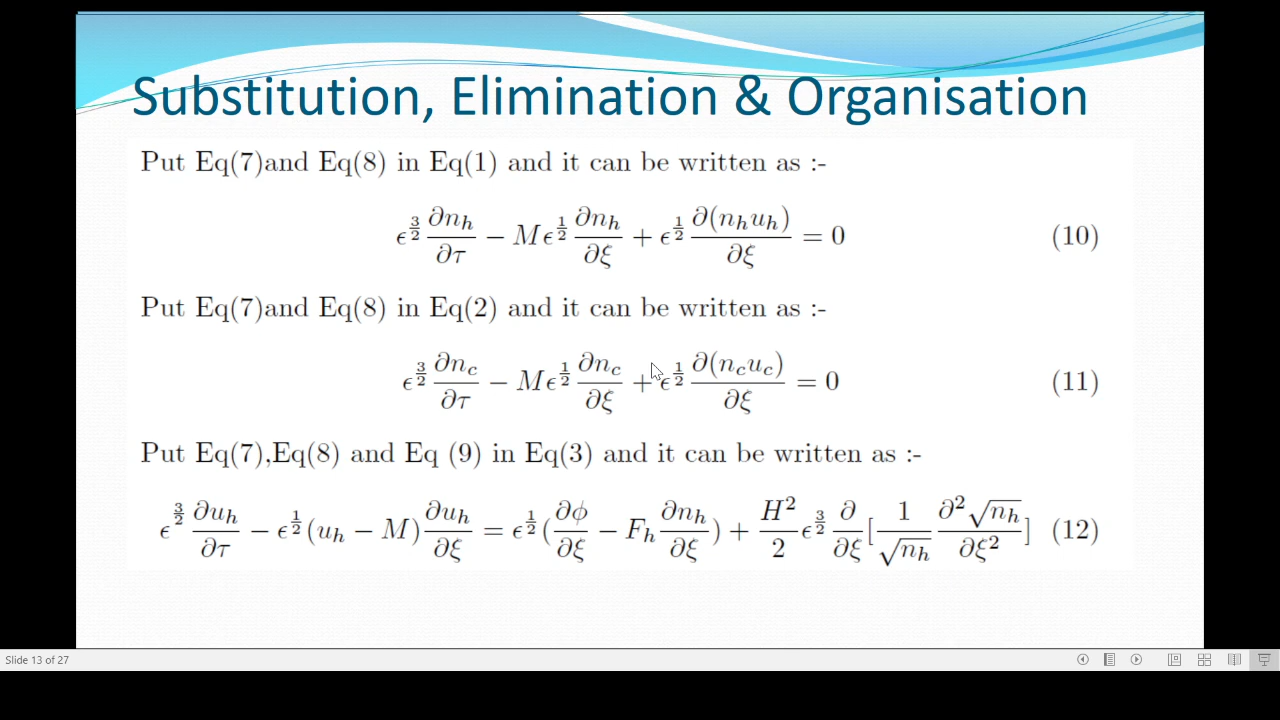 Substitution, Elimination & Organisation
Put Eq(7)and Eq(8) in Eq(1) and it can be written as :-
ϵ^{3/2} ∂n_h/∂τ − Mϵ^{1/2} ∂n_h/∂ξ + ϵ^{1/2} ∂(n_h u_h)/∂ξ = 0 (10)
Put Eq(7)and Eq(8) in Eq(2) and it can be written as :-
ϵ^{3/2} ∂n_c/∂τ − Mϵ^{1/2} ∂n_c/∂ξ + ϵ^{1/2} ∂(n_c u_c)/∂ξ = 0 (11)
Put Eq(7),Eq(8) and Eq (9) in Eq(3) and it can be written as :-
ϵ^{3/2} ∂u_h/∂τ − ϵ^{1/2}(u_h − M) ∂u_h/∂ξ = ϵ^{1/2}(∂ϕ/∂ξ − F_h ∂n_h/∂ξ) + H^2/2 ϵ^{3/2} ∂/∂ξ [1/√n_h ∂^2√n_h/∂ξ^2] (12)
Slide 13 of 27